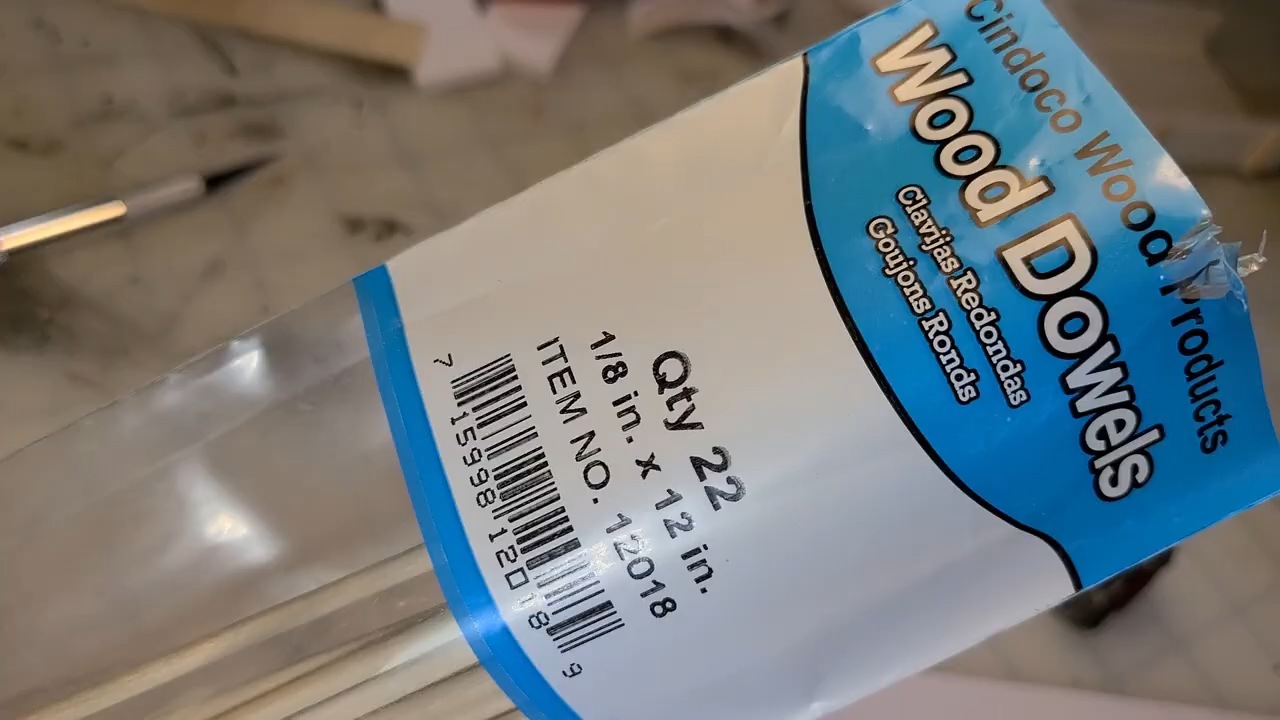 Cindoco Wood Products
Wood Dowels
Clavijas Redondas
Goujons Ronds
Qty 22
1/8 in. x 12 in.
ITEM NO. 12018
7 15998 12018 9